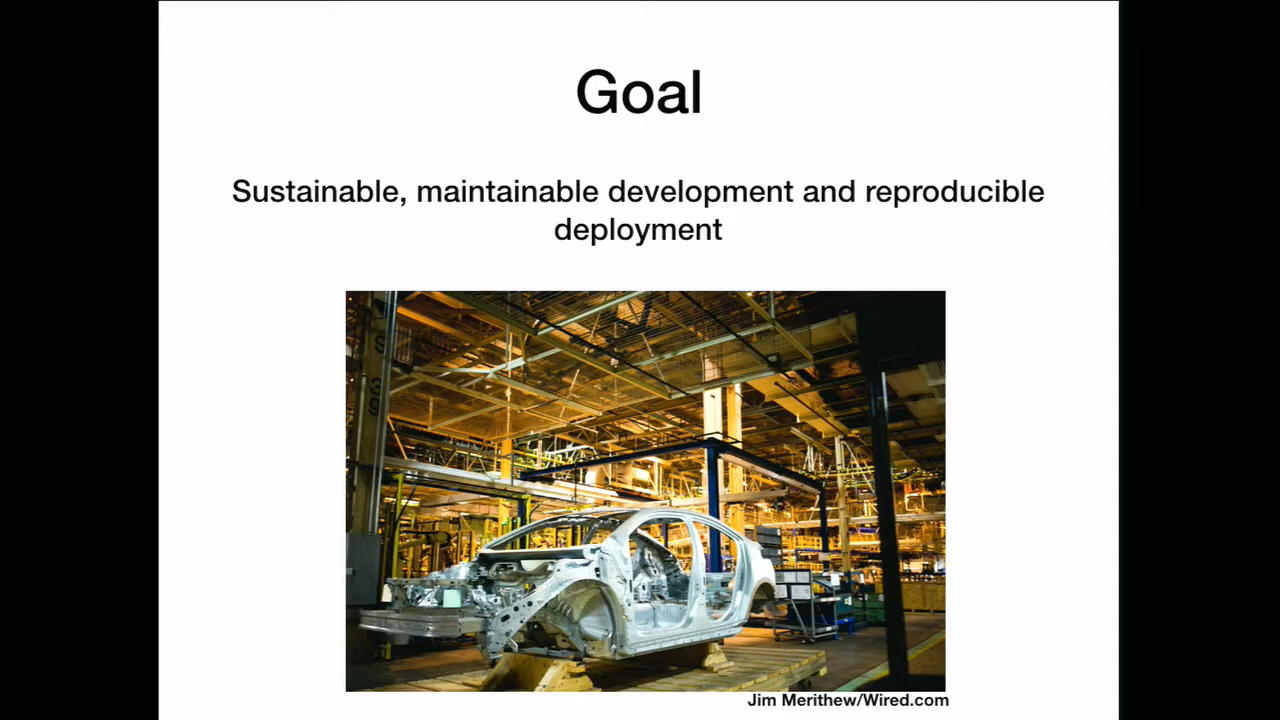 Goal
Sustainable, maintainable development and reproducible
deployment
Jim Merithew/Wired.com